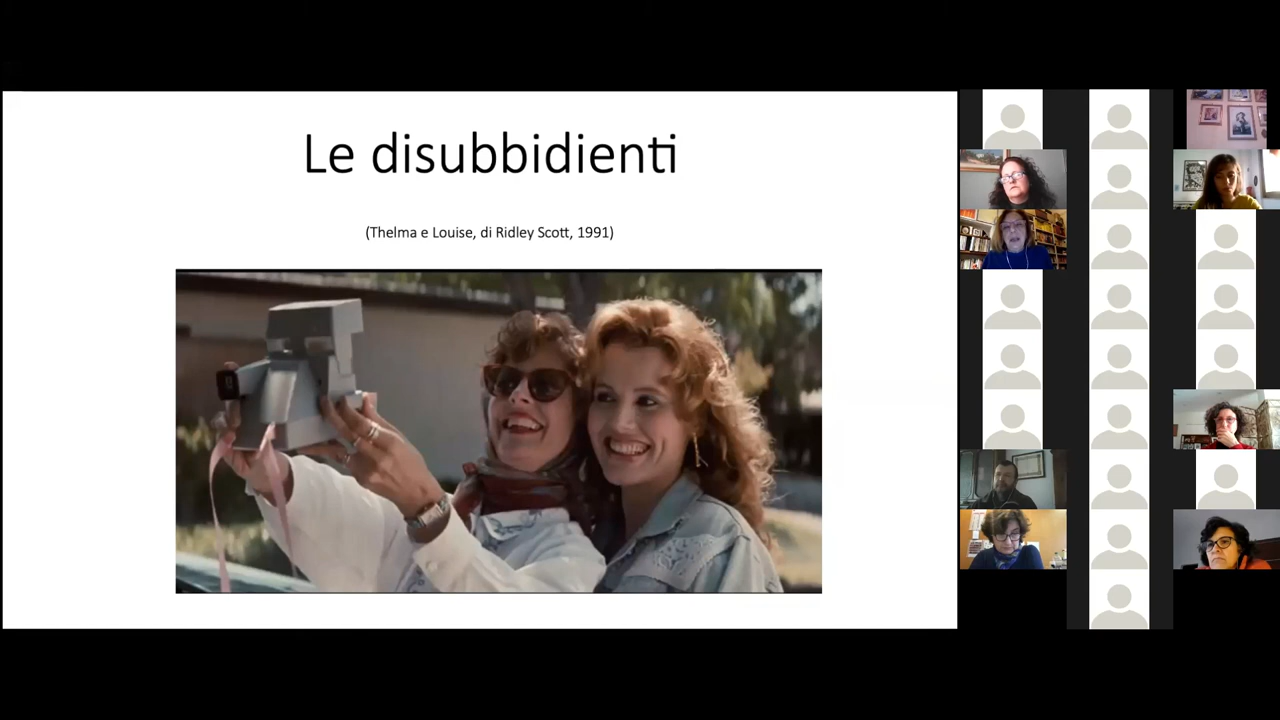 Le disubbidienti
(Thelma e Louise, di Ridley Scott, 1991)